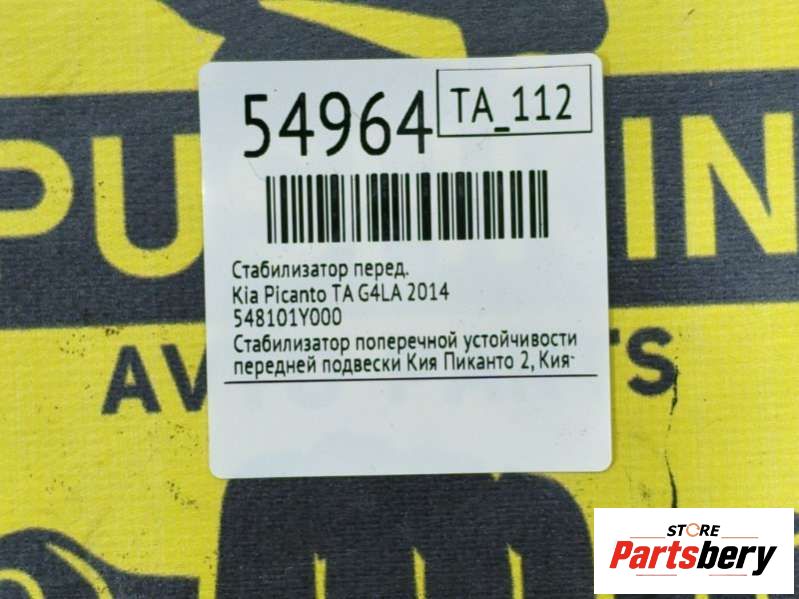 54964
TA_112
Стабилизатор перед.
Kia Picanto TA G4LA 2014
548101Y000
Стабилизатор поперечной устойчивости
передней подвески Кия Пиканто 2, Кия-
STORE
Partsbery